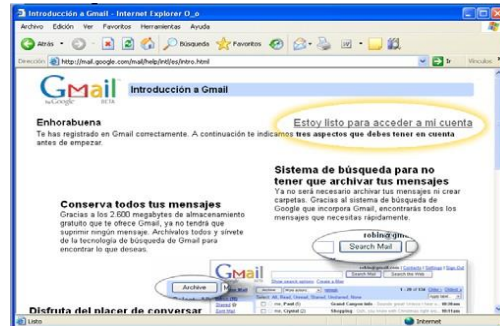 Introducción a Gmail - Internet Explorer O_o
Archivo Edición Ver Favoritos Herramientas Ayuda
Atrás Búsqueda Favoritos
Dirección http://mail.google.com/mail/help/intl/es/intro.html Ir Vínculos
GMail by Google BETA
Introducción a Gmail
Enhorabuena
Estoy listo para acceder a mi cuenta
Te has registrado en Gmail correctamente. A continuación te indicamos tres aspectos que debes tener en cuenta
antes de empezar.
Sistema de búsqueda para no
tener que archivar tus mensajes
Ya no será necesario archivar tus mensajes ni crear
carpetas. Gracias al sistema de búsqueda de
Google que incorpora Gmail, encontrarás todos los
mensajes que necesitas rápidamente.
Conserva
todos tus mensajes
Gracias a los 2.600 megabytes de almacenamiento
gratuito que te ofrece Gmail, ya no tendrá que
suprimir ningún mensaje. Archívalos todos y sírvete
de la tecnología de búsqueda de Gmail para
encontrar lo que deseas.
robin@gm
Search Mail
Archive
GMail
Search Mail Search the Web
Show search options Create a filter
Disfruta del placer de conversar
Listo Internet